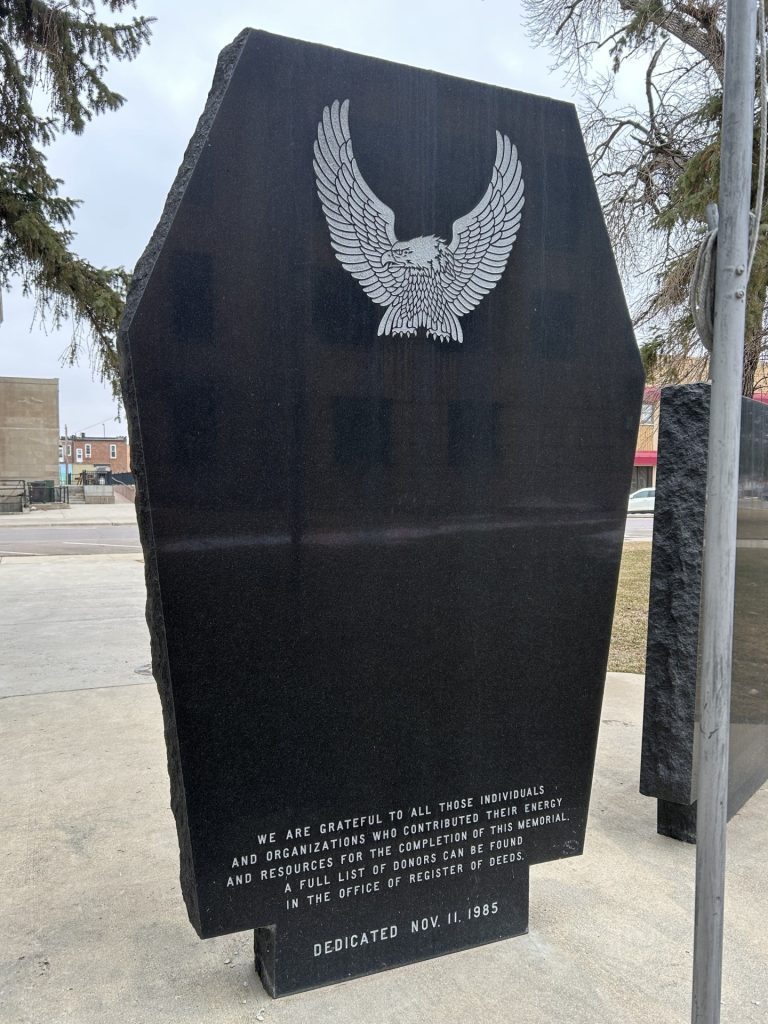 WE ARE GRATEFUL TO ALL THOSE INDIVIDUALS
AND ORGANIZATIONS WHO CONTRIBUTED THEIR ENERGY
AND RESOURCES FOR THE COMPLETION OF THIS MEMORIAL.
A FULL LIST OF DONORS CAN BE FOUND
IN THE OFFICE OF REGISTER OF DEEDS.
DEDICATED NOV. 11, 1985